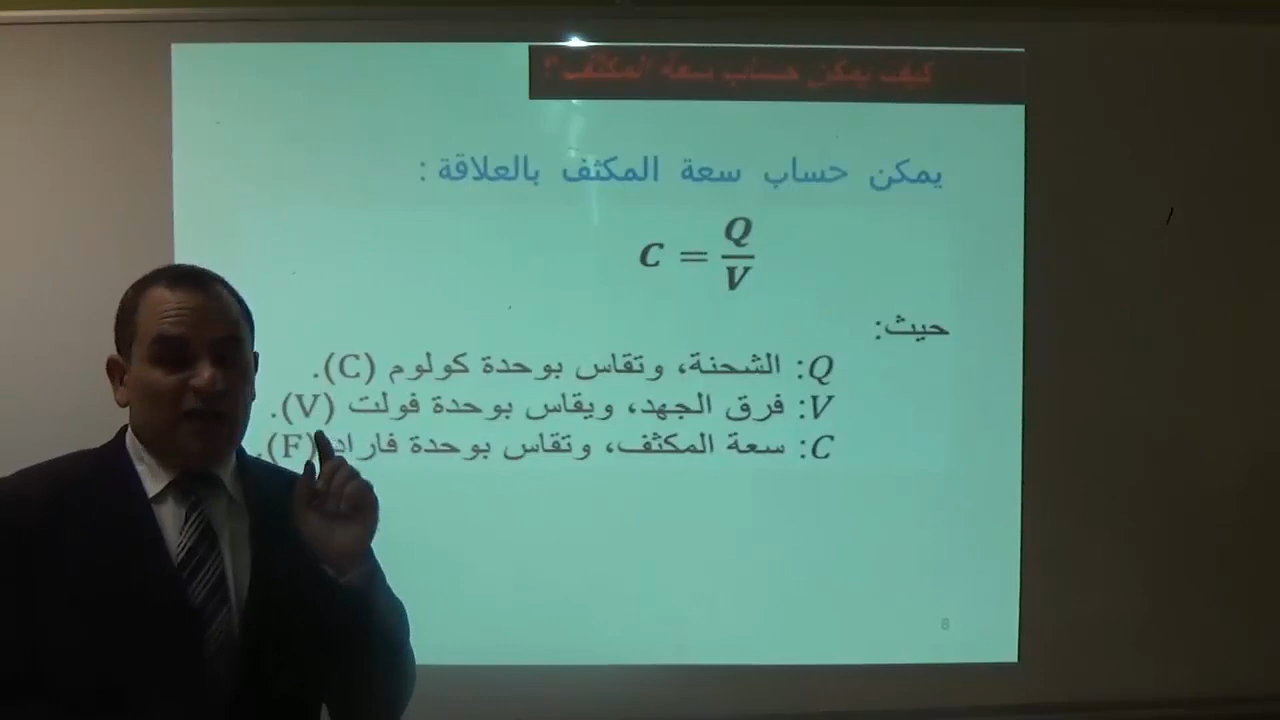 كيف يمكن حساب سعة المكثف ؟
يمكن حساب سعة المكثف بالعلاقة :
C = Q/V
حيث:
Q: الشحنة، وتقاس بوحدة كولوم (C).
V: فرق الجهد، ويقاس بوحدة فولت (V).
C: سعة المكثف، وتقاس بوحدة فاراد (F).
8